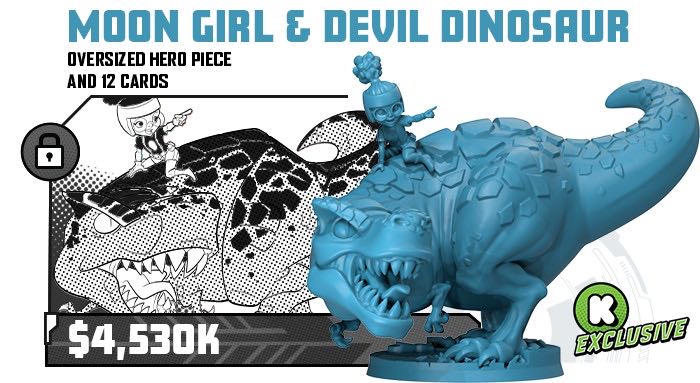 MOON GIRL & DEVIL DINOSAUR
OVERSIZED HERO PIECE
AND 12 CARDS
$4,530K
K
EXCLUSIVE